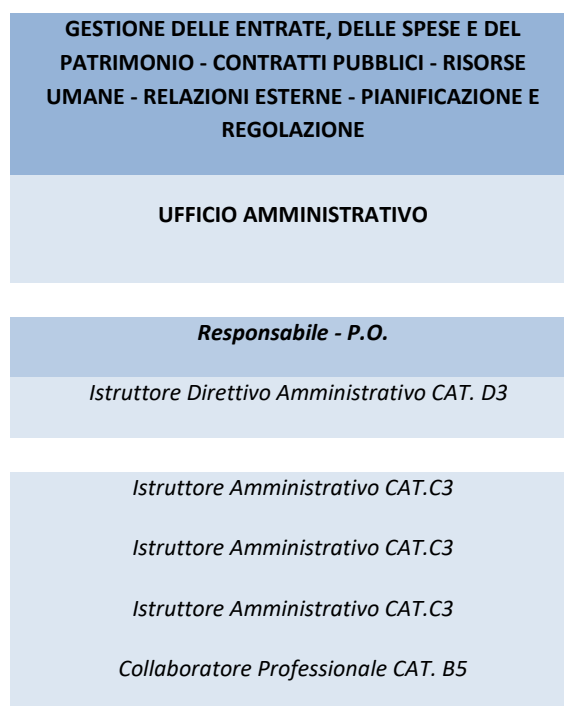 GESTIONE DELLE ENTRATE, DELLE SPESE E DEL
PATRIMONIO - CONTRATTI PUBBLICI - RISORSE
UMANE - RELAZIONI ESTERNE - PIANIFICAZIONE E
REGOLAZIONE
UFFICIO AMMINISTRATIVO
Responsabile - P.O.
Istruttore Direttivo Amministrativo CAT. D3
Istruttore Amministrativo CAT.C3
Istruttore Amministrativo CAT.C3
Istruttore Amministrativo CAT.C3
Collaboratore Professionale CAT. B5